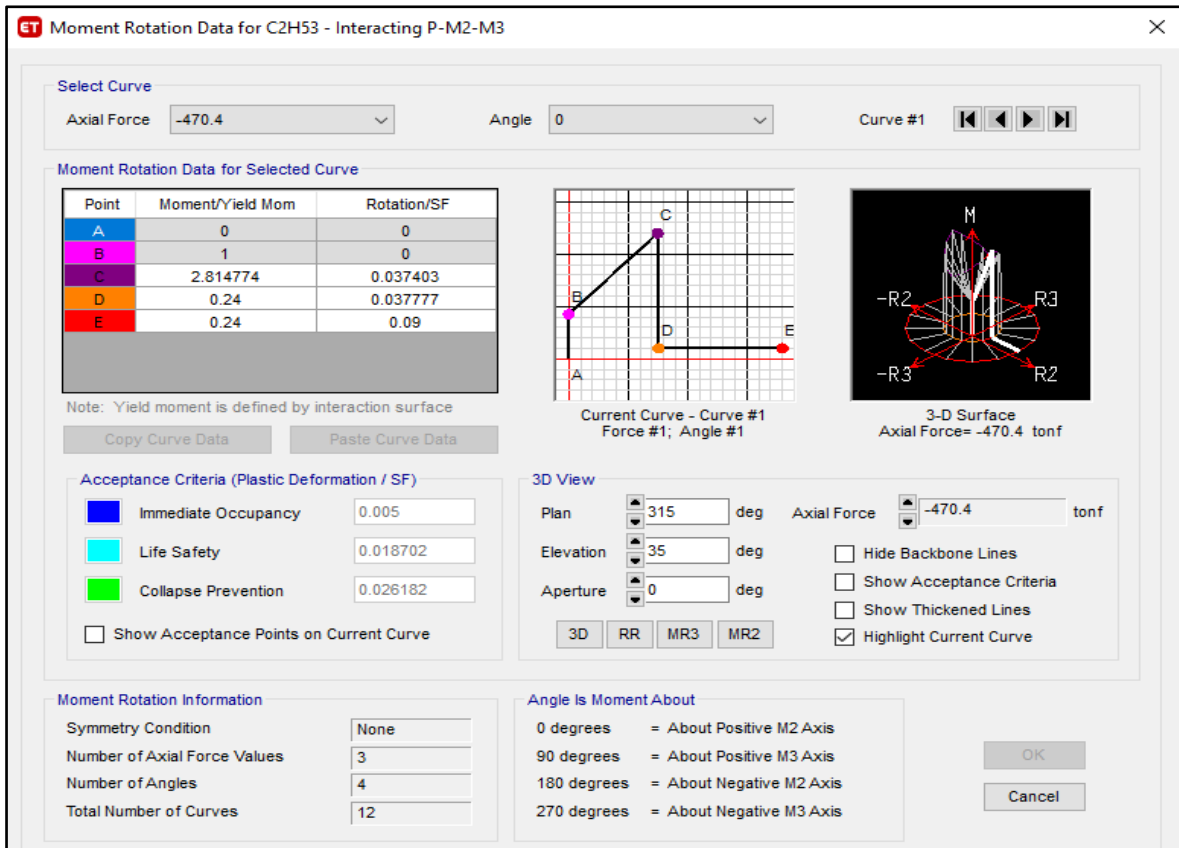 ET Moment Rotation Data for C2H53 - Interacting P-M2-M3
Select Curve
Axial Force -470.4 Angle 0 Curve #1
Moment Rotation Data for Selected Curve
Point Moment/Yield Mom Rotation/SF
A 0 0
B 1 0
C 2.814774 0.037403
D 0.24 0.037777
E 0.24 0.09
Note: Yield moment is defined by interaction surface
Copy Curve Data Paste Curve Data
C
B
D
E
A
Current Curve - Curve #1
Force #1; Angle #1
M
-R2 R3
-R3 R2
3-D Surface
Axial Force= -470.4 tonf
Acceptance Criteria (Plastic Deformation / SF)
Immediate Occupancy 0.005
Life Safety 0.018702
Collapse Prevention 0.026182
Show Acceptance Points on Current Curve
3D View
Plan 315 deg Axial Force -470.4 tonf
Elevation 35 deg
Aperture 0 deg
Hide Backbone Lines
Show Acceptance Criteria
Show Thickened Lines
Highlight Current Curve
3D RR MR3 MR2
Moment Rotation Information
Symmetry Condition None
Number of Axial Force Values 3
Number of Angles 4
Total Number of Curves 12
Angle Is Moment About
0 degrees = About Positive M2 Axis
90 degrees = About Positive M3 Axis
180 degrees = About Negative M2 Axis
270 degrees = About Negative M3 Axis
OK
Cancel